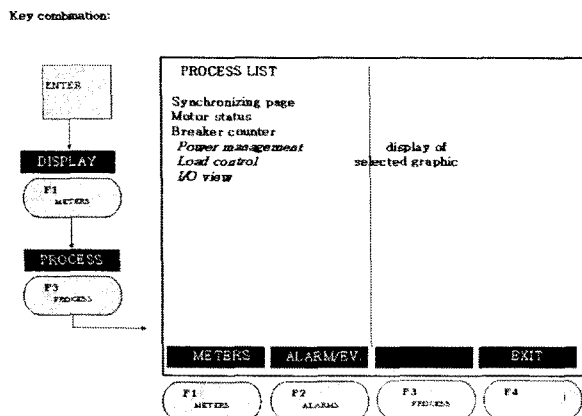 Key combination:
ENTER
DISPLAY
F1
METERS
PROCESS
F3
PROCESS
PROCESS LIST
Synchronizing page
Motor status
Breaker counter
Power management
Load control
I/O view
display of
selected graphic
METERS ALARM/EV. EXIT
F1 F2 F3 F4
METERS ALARMS PROCESS